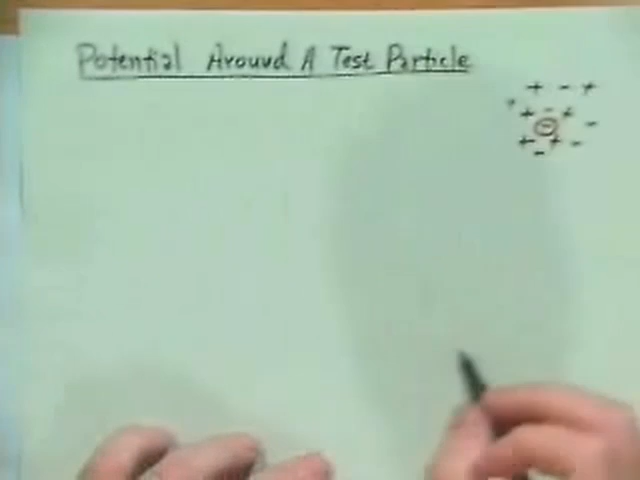 Potential Around A Test Particle
+ - +
+ - +
⊖ -
+ + -
-